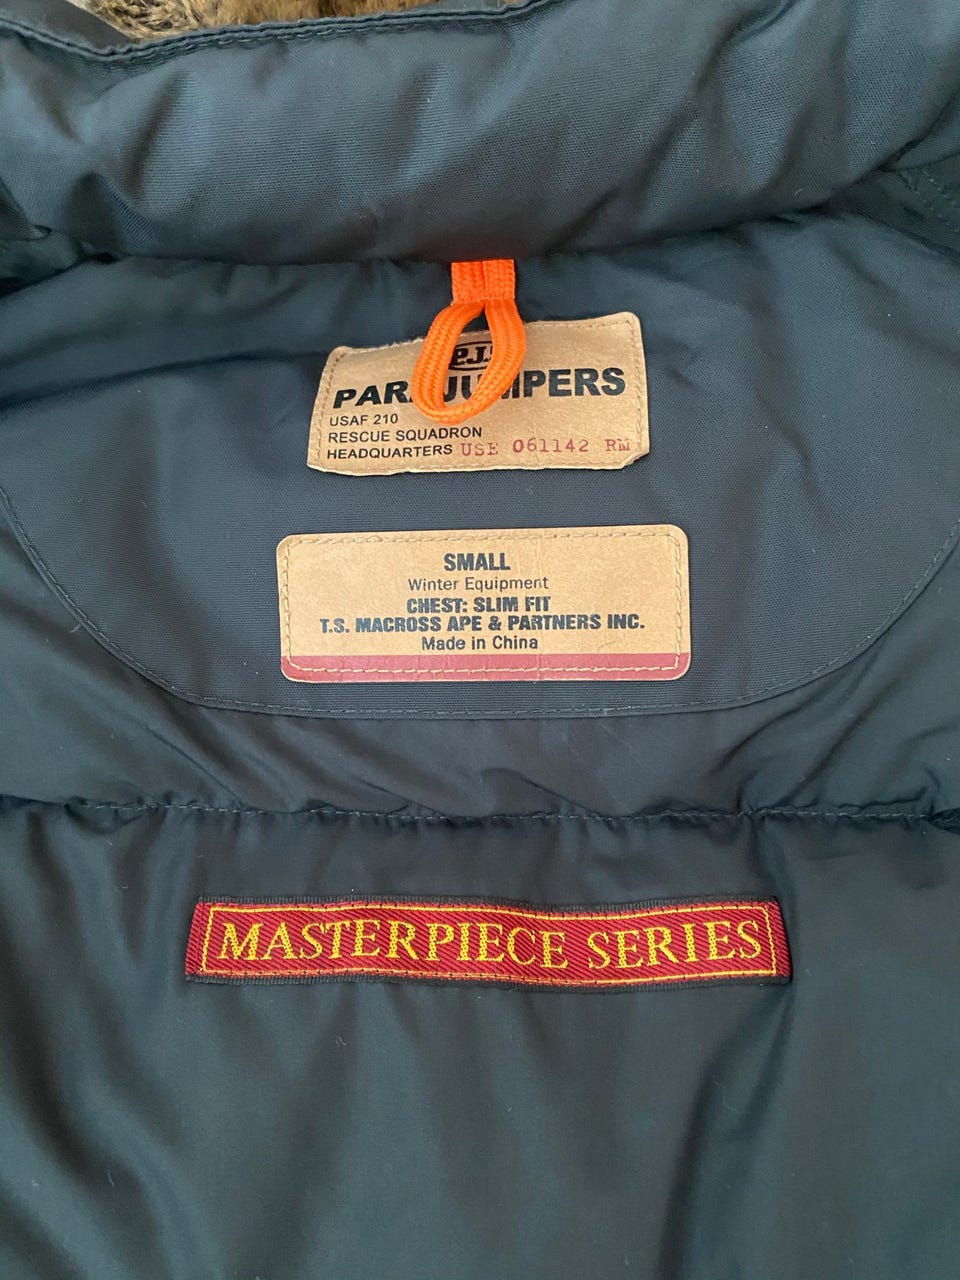 P.J.
PARAJUMPERS
USAF 210
RESCUE SQUADRON
HEADQUARTERS USE 061142 RM
SMALL
Winter Equipment
CHEST: SLIM FIT
T.S. MACROSS APE & PARTNERS INC.
Made in China
MASTERPIECE SERIES